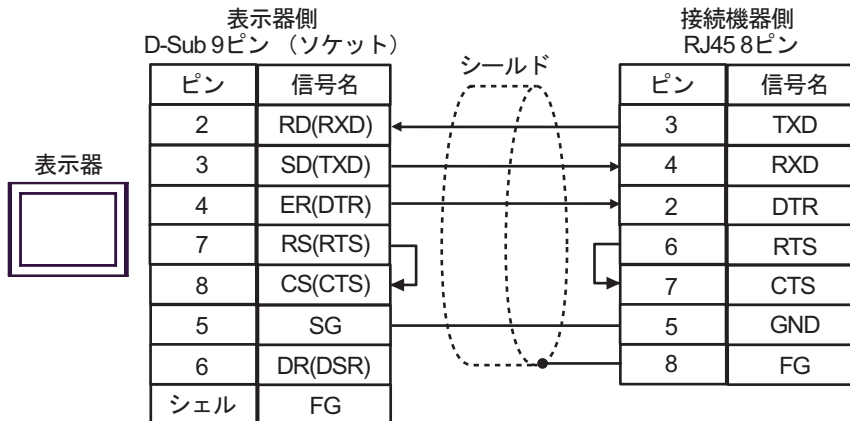 表示器側
D-Sub 9ピン （ソケット）
接続機器側
RJ45 8ピン
シールド
表示器
ピン 信号名
2 RD(RXD)
3 SD(TXD)
4 ER(DTR)
7 RS(RTS)
8 CS(CTS)
5 SG
6 DR(DSR)
シェル FG
ピン 信号名
3 TXD
4 RXD
2 DTR
6 RTS
7 CTS
5 GND
8 FG